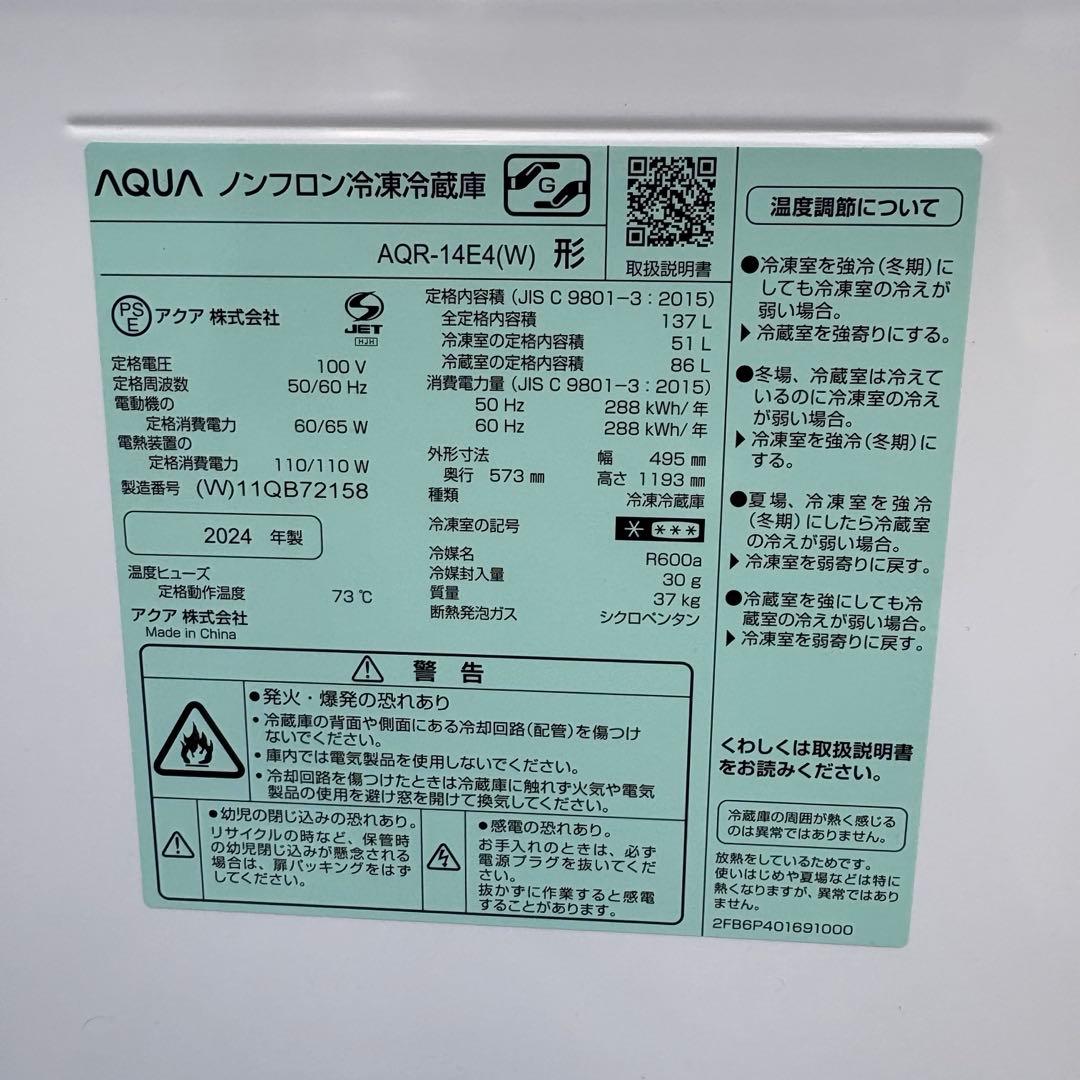 AQUA ノンフロン冷凍冷蔵庫
G
AQR-14E4(W) 形
取扱説明書
PS
E
アクア 株式会社
S
JET
HJH
定格電圧 100 V
定格周波数 50/60 Hz
電動機の
定格消費電力 60/65 W
電熱装置の
定格消費電力 110/110 W
製造番号 (W)11QB72158
2024 年製
温度ヒューズ
定格動作温度 73 ℃
アクア 株式会社
Made in China
定格内容積 (JIS C 9801-3 : 2015)
全定格内容積 137 L
冷凍室の定格内容積 51 L
冷蔵室の定格内容積 86 L
消費電力量 (JIS C 9801-3 : 2015)
50 Hz 288 kWh/ 年
60 Hz 288 kWh/ 年
外形寸法 幅 495 ㎜
奥行 573 ㎜ 高さ 1193 ㎜
種類 冷凍冷蔵庫
冷凍室の記号 * ***
冷媒名 R600a
冷媒封入量 30 g
質量 37 kg
断熱発泡ガス シクロペンタン
警 告
●発火・爆発の恐れあり
・冷蔵庫の背面や側面にある冷却回路(配管)を傷つけ
ないでください。
・庫内では電気製品を使用しないでください。
・冷却回路を傷つけたときは冷蔵庫に触れず火気や電気
製品の使用を避け窓を開けて換気してください。
●幼児の閉じ込みの恐れあり。
リサイクルの時など、保管時
の幼児閉じ込みが懸念される
場合は、扉パッキングをはず
してください。
●感電の恐れあり。
お手入れのときは、必ず
電源プラグを抜いてくだ
さい。
抜かずに作業すると感電
することがあります。
温度調節について
●冷凍室を強冷(冬期)に
しても冷凍室の冷えが
弱い場合。
▶冷蔵室を強寄りにする。
●冬場、冷蔵室は冷えて
いるのに冷凍室の冷え
が弱い場合。
▶冷凍室を強冷(冬期)に
する。
●夏場、冷凍室を強冷
(冬期)にしたら冷蔵室
の冷えが弱い場合。
▶冷凍室を弱寄りに戻す。
●冷蔵室を強にしても冷
蔵室の冷えが弱い場合。
▶冷凍室を弱寄りに戻す。
くわしくは取扱説明書
をお読みください。
冷蔵庫の周囲が熱く感じる
のは異常ではありません。
放熱をしているためです。
使いはじめや夏場などは特に
熱くなりますが、異常ではあり
ません。
2FB6P401691000